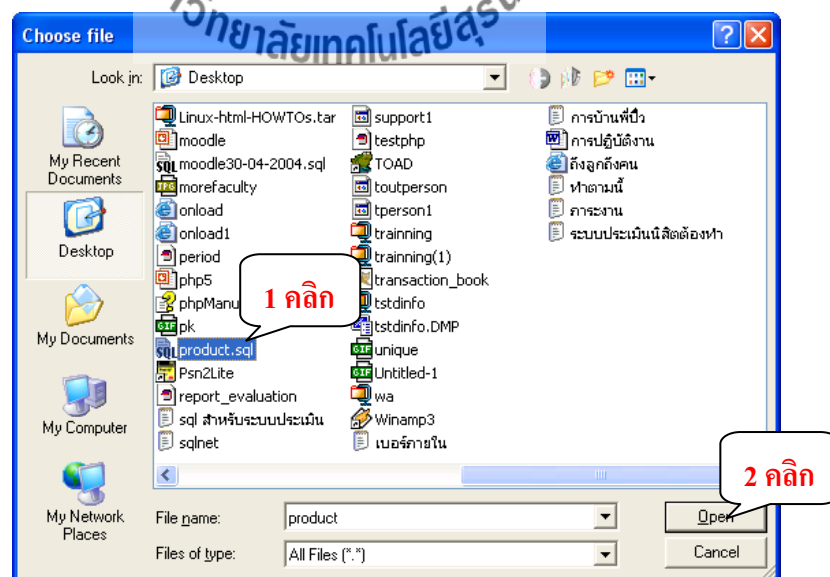 วิทยาลัยเทคโนโลยีสุรน
Choose file
Look in:
Desktop
My Recent
Documents
Desktop
My Documents
My Computer
My Network
Places
Linux-html-HOWTOs.tar
moodle
moodle30-04-2004.sql
morefaculty
onload
onload1
period
php5
phpManu
pk
product.sql
Psn2Lite
report_evaluation
sql สำหรับระบบประเมิน
sqlnet
support1
testphp
TOAD
toutperson
tperson1
trainning
trainning(1)
transaction_book
tstdinfo
tstdinfo.DMP
unique
Untitled-1
wa
Winamp3
เบอร์ภายใน
การบ้านพี่ปิ๋ว
การปฏิบัติงาน
ถึงลูกถึงคน
ทำตามนี้
ภาระงาน
ระบบประเมินนิสิตต้องทำ
1 คลิก
2 คลิก
File name:
product
Open
Files of type:
All Files (*.*)
Cancel